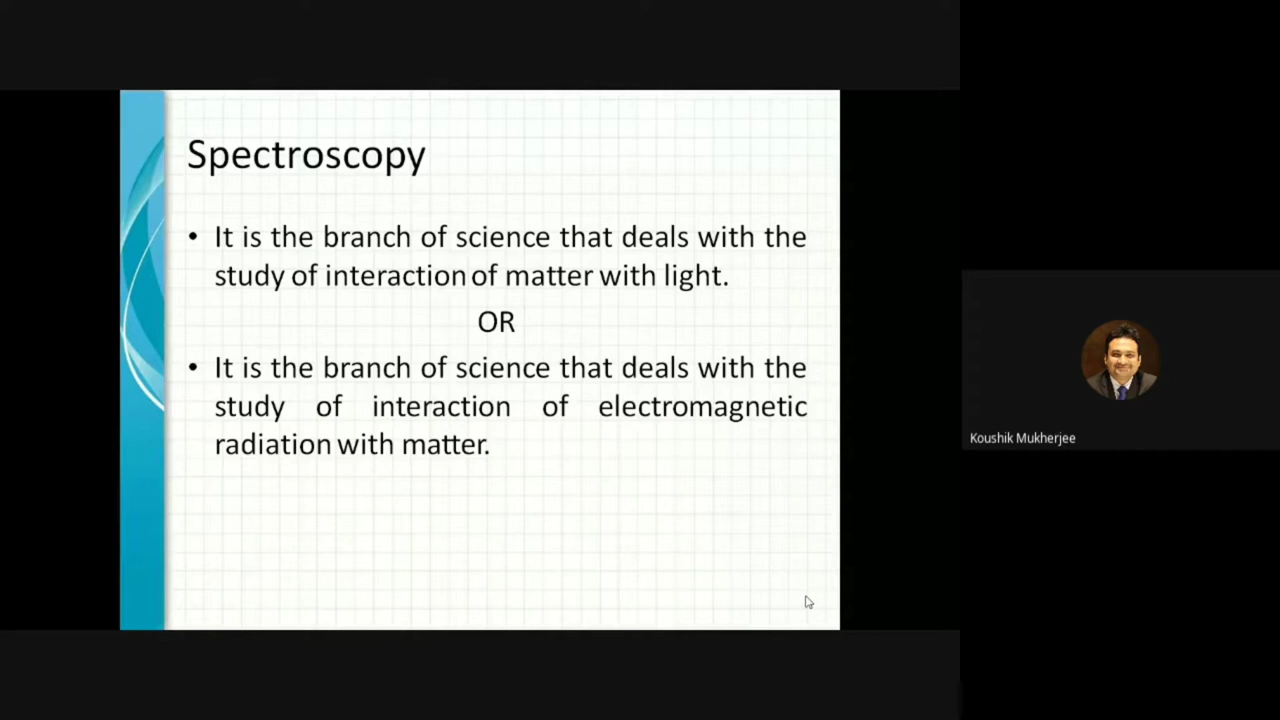 Spectroscopy
• It is the branch of science that deals with the
study of interaction of matter with light.
OR
• It is the branch of science that deals with the
study of interaction of electromagnetic
radiation with matter.
Koushik Mukherjee